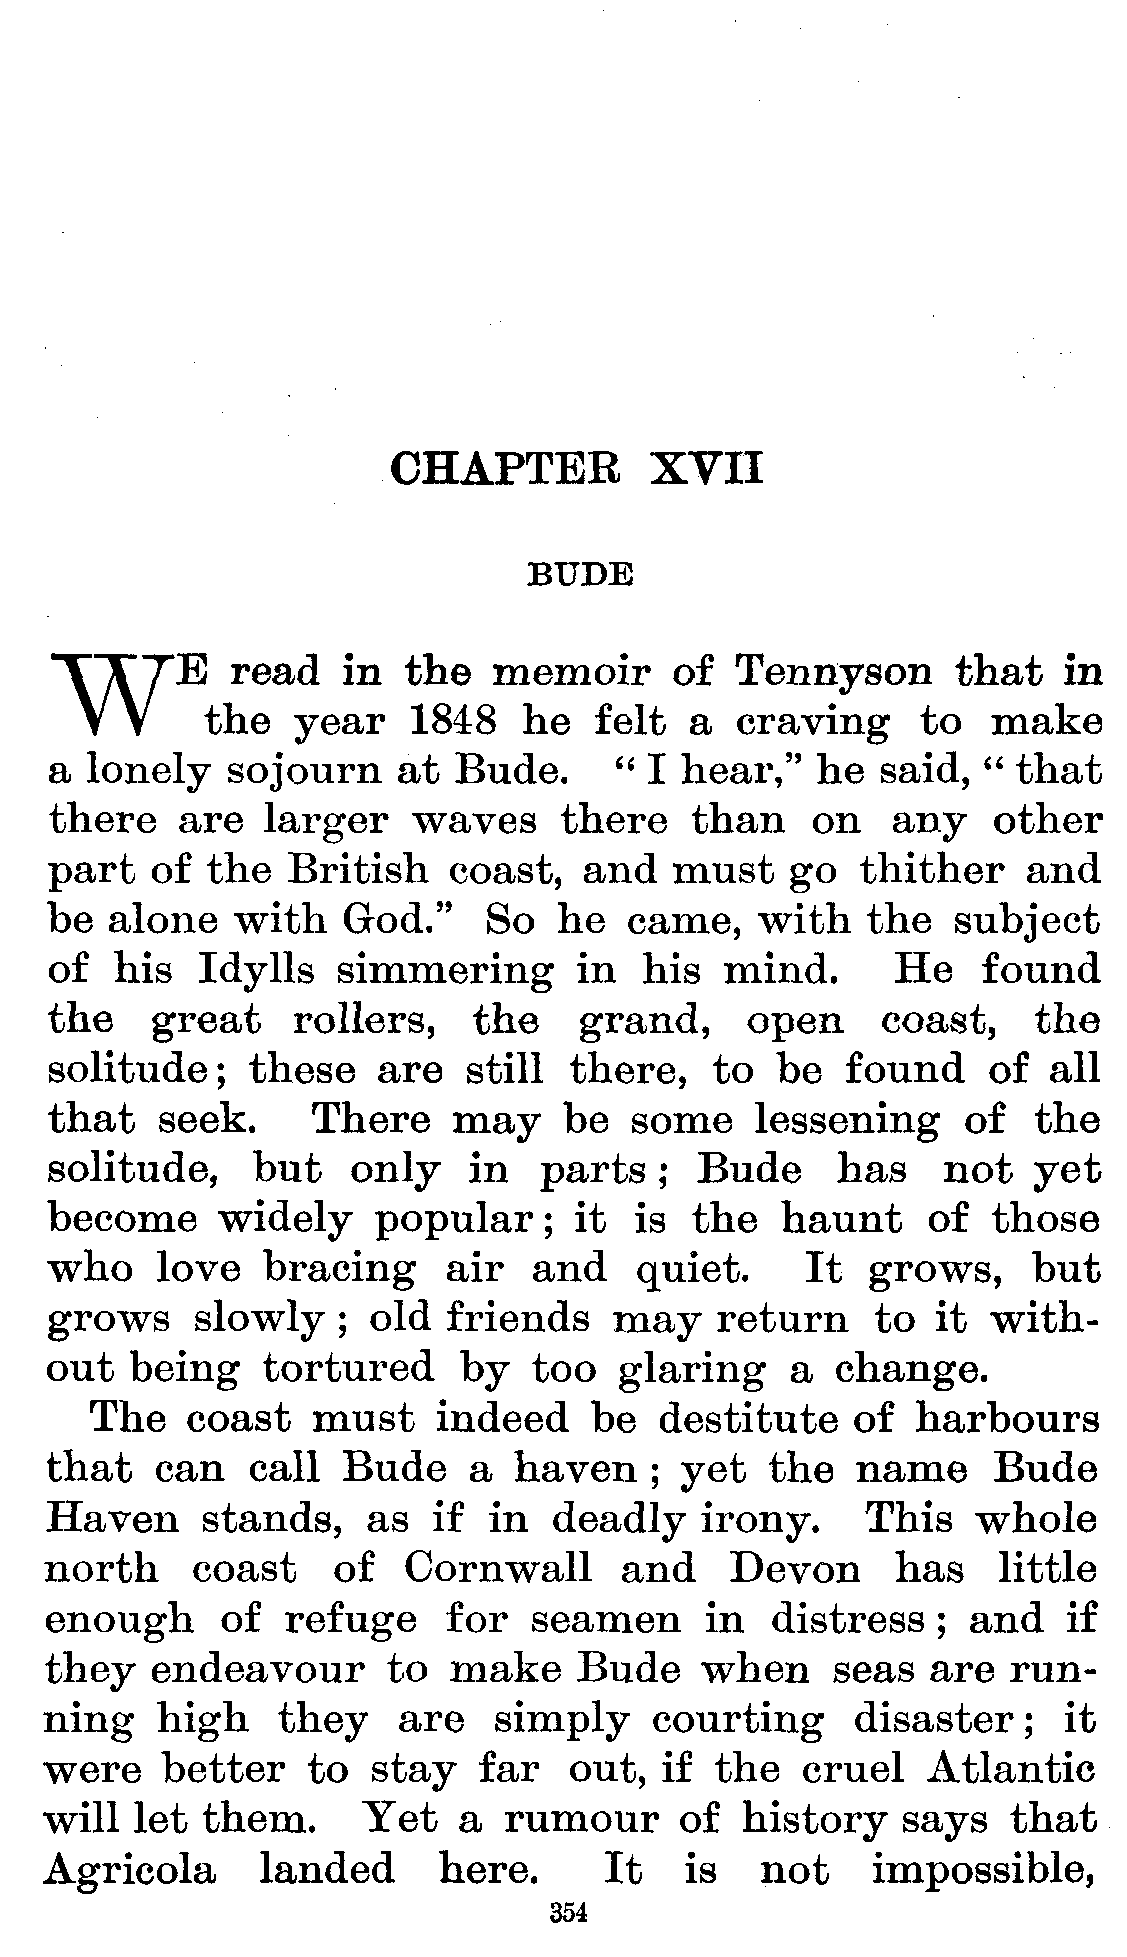 CHAPTER XVII
BUDE
WE read in the memoir of Tennyson that in
the year 1848 he felt a craving to make
a lonely sojourn at Bude. “ I hear,” he said, “ that
there are larger waves there than on any other
part of the British coast, and must go thither and
be alone with God.” So he came, with the subject
of his Idylls simmering in his mind. He found
the great rollers, the grand, open coast, the
solitude; these are still there, to be found of all
that seek. There may be some lessening of the
solitude, but only in parts ; Bude has not yet
become widely popular ; it is the haunt of those
who love bracing air and quiet. It grows, but
grows slowly ; old friends may return to it with-
out being tortured by too glaring a change.
The coast must indeed be destitute of harbours
that can call Bude a haven ; yet the name Bude
Haven stands, as if in deadly irony. This whole
north coast of Cornwall and Devon has little
enough of refuge for seamen in distress ; and if
they endeavour to make Bude when seas are run-
ning high they are simply courting disaster ; it
were better to stay far out, if the cruel Atlantic
will let them. Yet a rumour of history says that
Agricola landed here. It is not impossible,
354